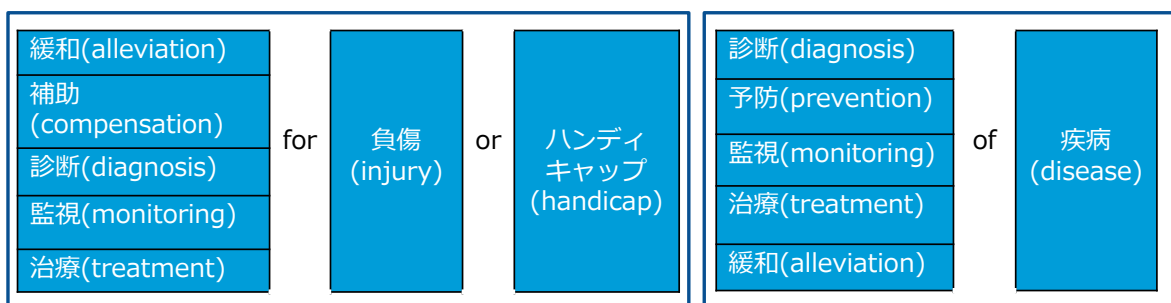 緩和(alleviation)
補助
(compensation)
診断(diagnosis)
監視(monitoring)
治療(treatment)
for
負傷
(injury)
or
ハンディ
キャップ
(handicap)
診断(diagnosis)
予防(prevention)
監視(monitoring)
治療(treatment)
緩和(alleviation)
of
疾病
(disease)